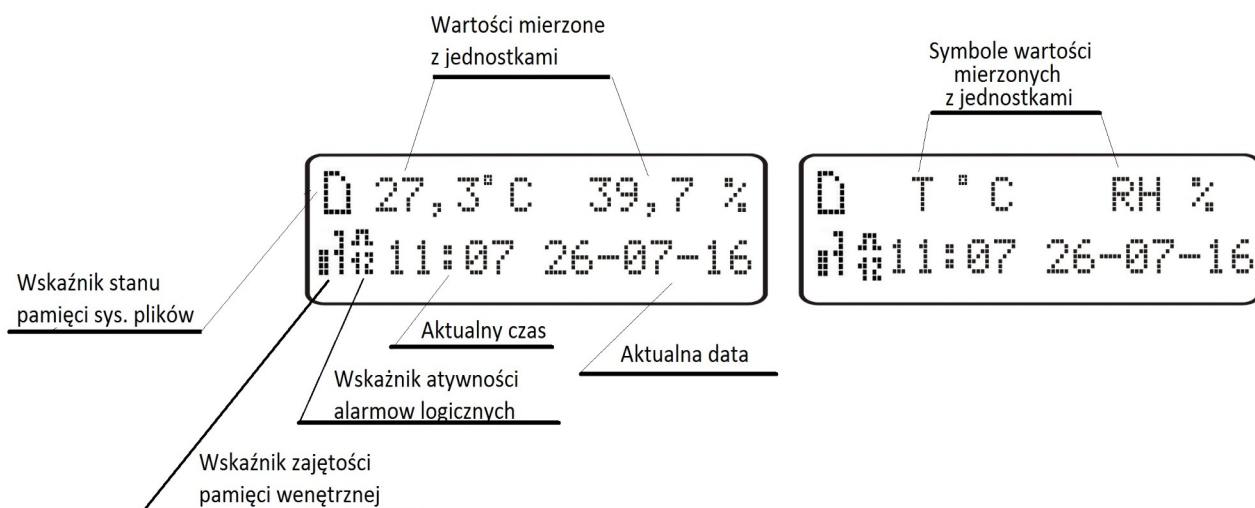 Wartości mierzone
z jednostkami
Symbole wartości
mierzonych
z jednostkami
27,3°C 39,7 %
11:07 26-07-16
T °C RH %
11:07 26-07-16
Wskaźnik stanu
pamięci sys. plików
Aktualny czas
Aktualna data
Wskażnik atywności
alarmow logicznych
Wskaźnik zajętości
pamięci wenętrznej